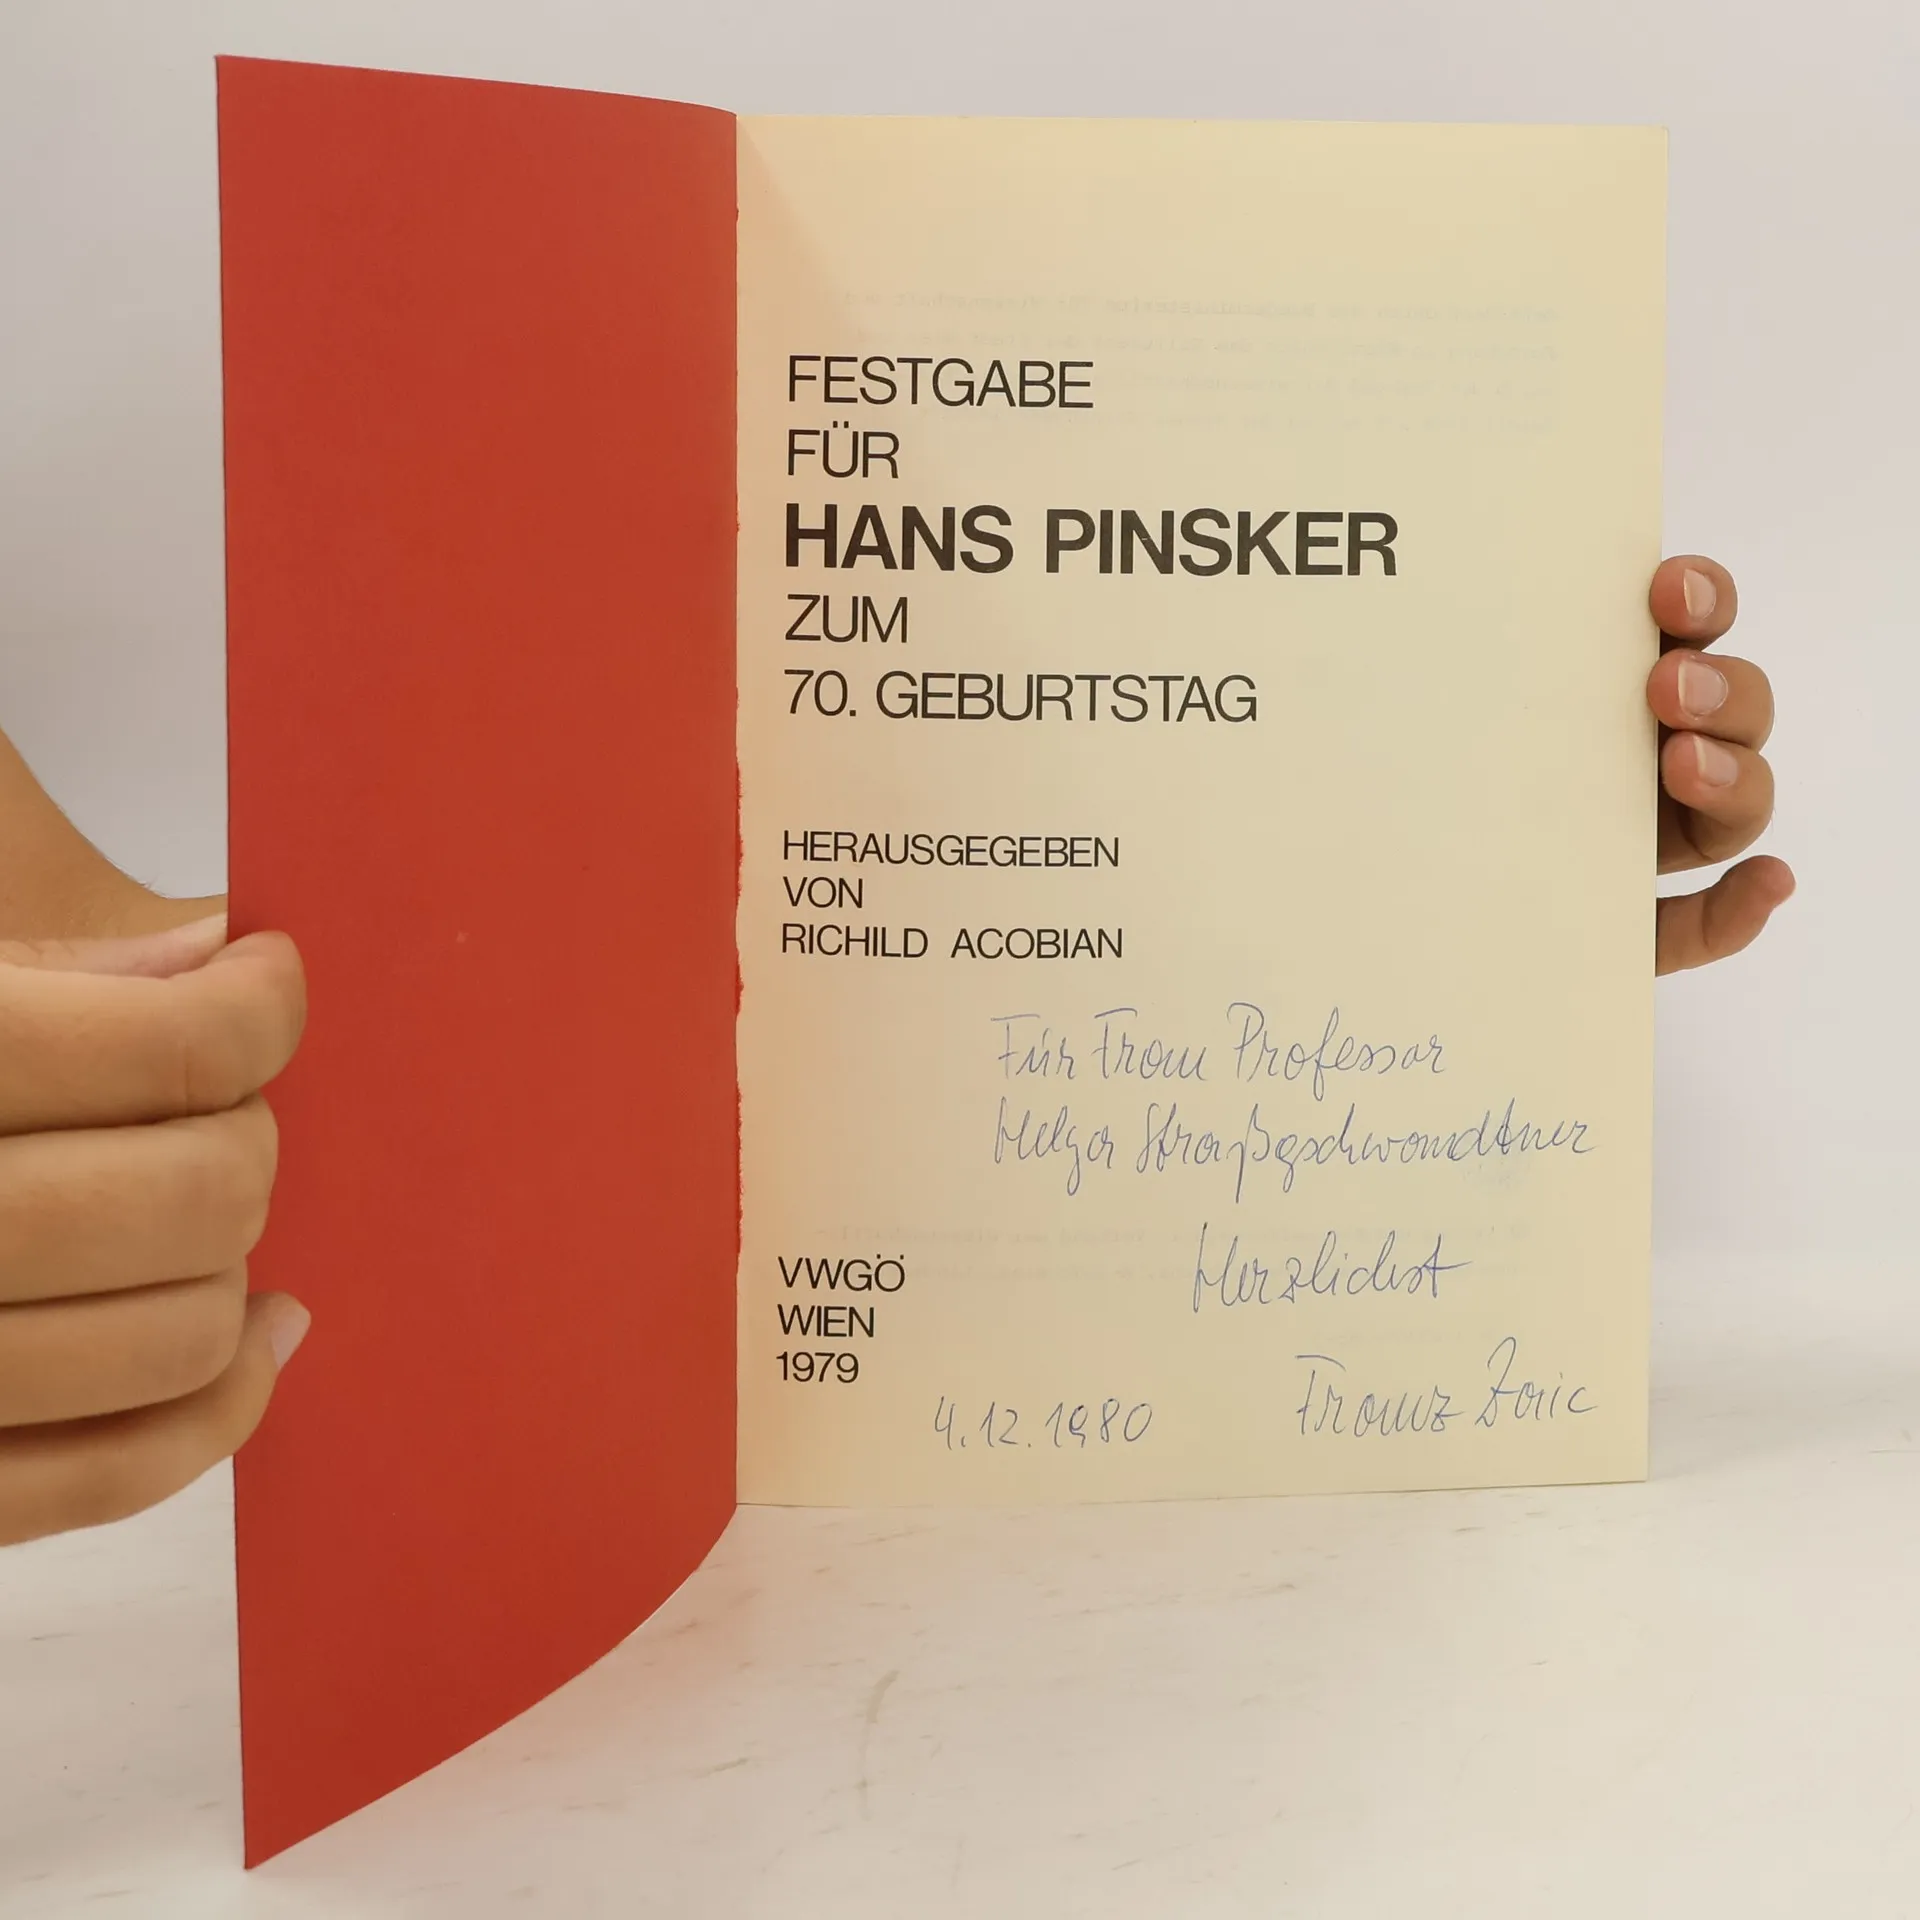 FESTGABE
FÜR
HANS PINSKER
ZUM
70. GEBURTSTAG
HERAUSGEGEBEN
VON
RICHILD ACOBIAN
Für Frau Professor
Helga Straßgschwandtner
Herzlichst
VWGÖ
WIEN
1979
4.12.1980 Franz Zaic